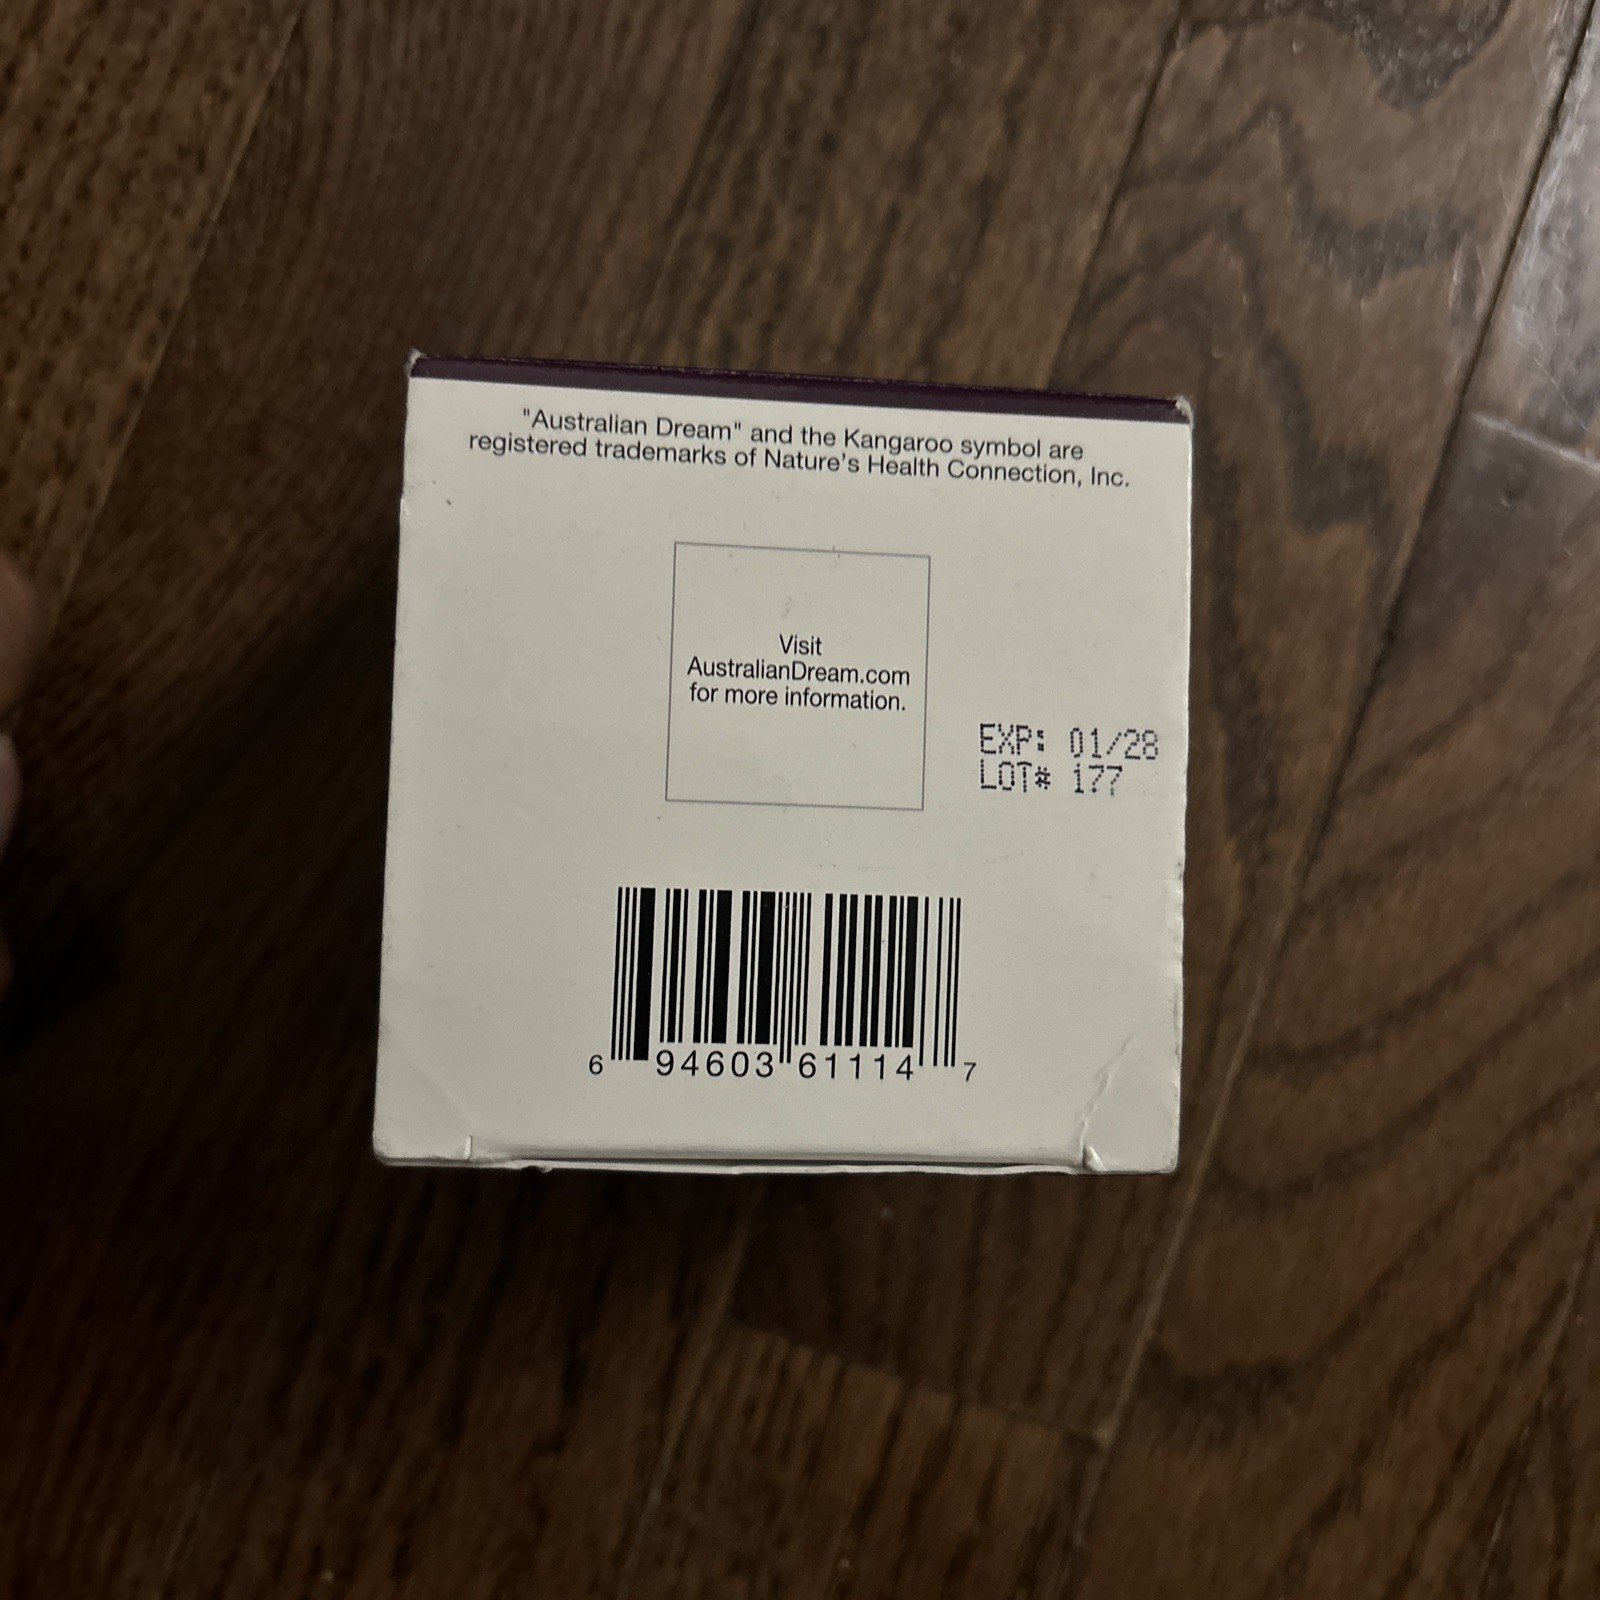 "Australian Dream" and the Kangaroo symbol are
registered trademarks of Nature's Health Connection, Inc.
Visit
AustralianDream.com
for more information.
EXP: 01/28
LOT# 177
6 94603 61114 7